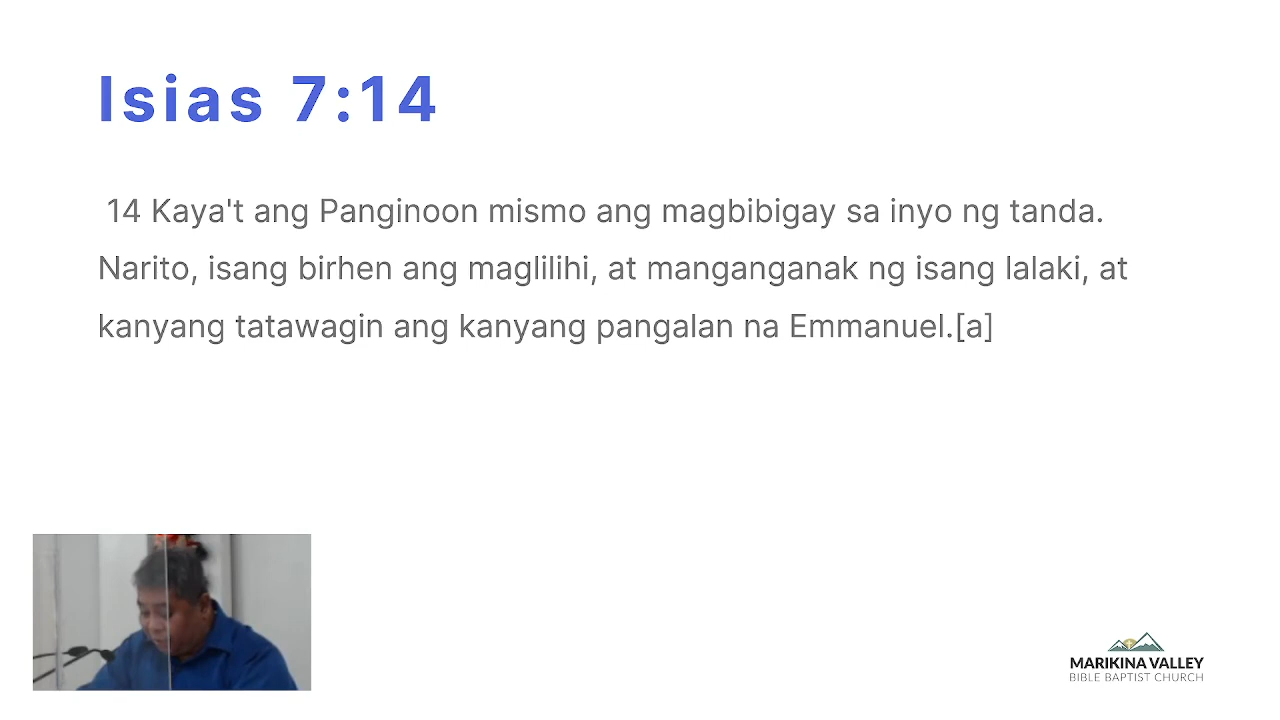 Isias 7:14
14 Kaya't ang Panginoon mismo ang magbibigay sa inyo ng tanda.
Narito, isang birhen ang maglilihi, at manganganak ng isang lalaki, at
kanyang tatawagin ang kanyang pangalan na Emmanuel.[a]
MARIKINA VALLEY
BIBLE BAPTIST CHURCH